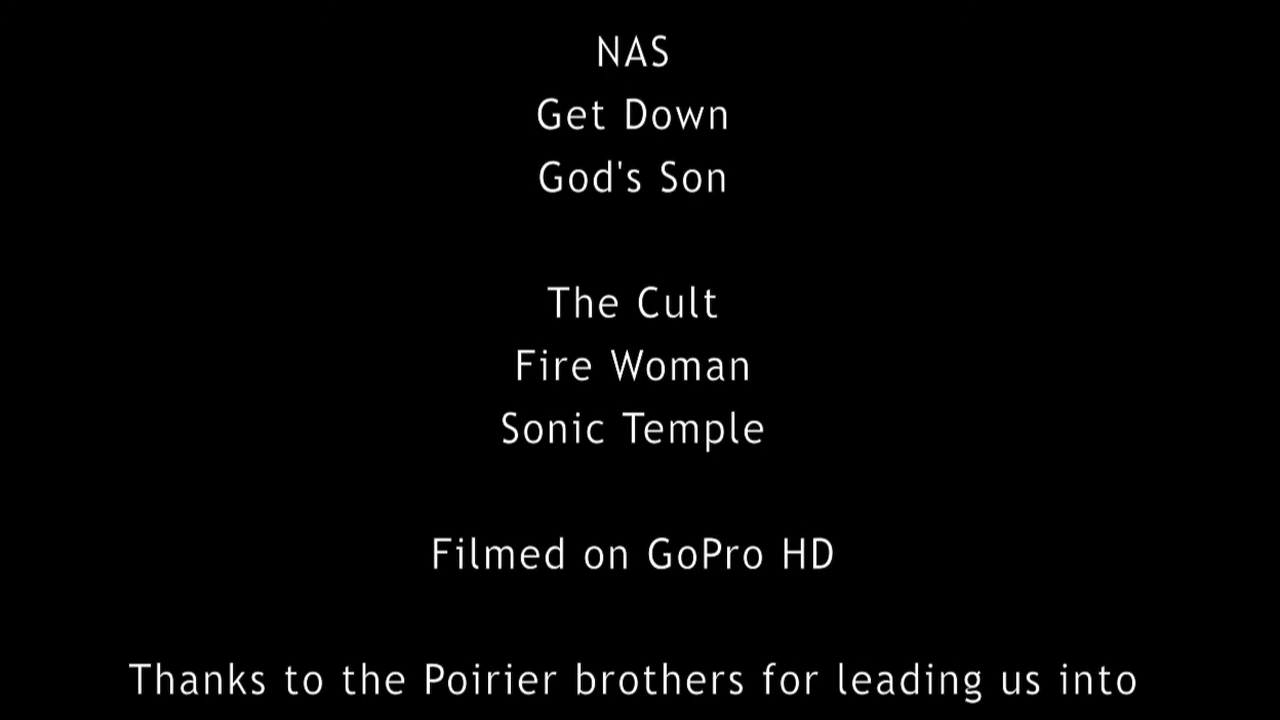 NAS
Get Down
God's Son
The Cult
Fire Woman
Sonic Temple
Filmed on GoPro HD
Thanks to the Poirier brothers for leading us into